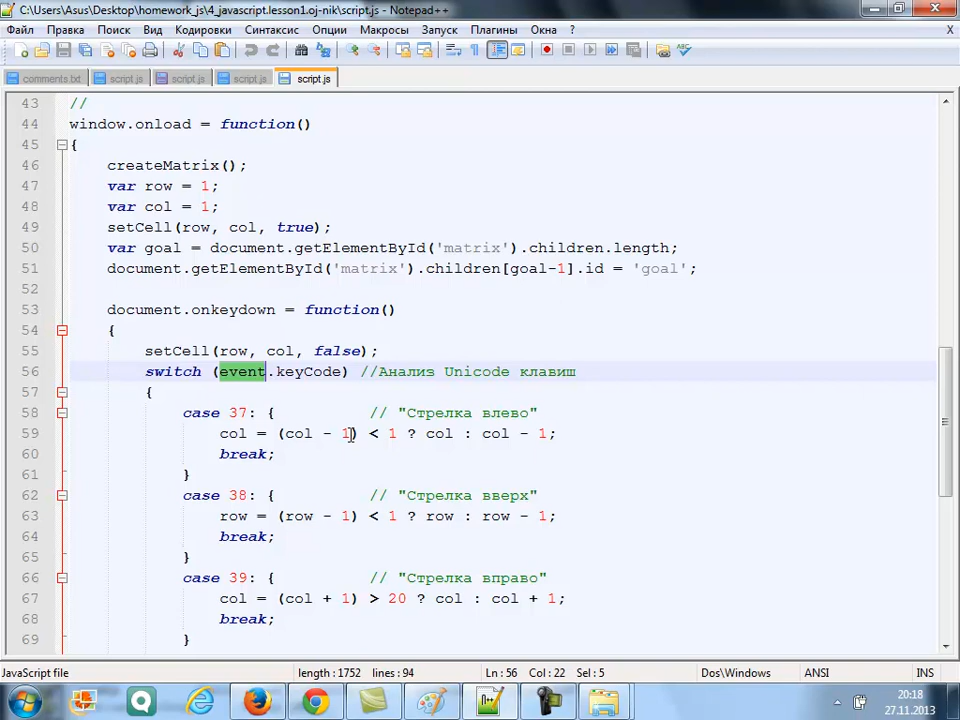 C:\Users\Asus\Desktop\homework_js\4_javascript.lesson1.oj-nik\script.js - Notepad++
Файл Правка Поиск Вид Кодировки Синтаксис Опции Макросы Запуск Плагины Окна ? X
comments.txt script.js script.js script.js script.js
43 //
44 window.onload = function()
45 {
46 createMatrix();
47 var row = 1;
48 var col = 1;
49 setCell(row, col, true);
50 var goal = document.getElementById('matrix').children.length;
51 document.getElementById('matrix').children[goal-1].id = 'goal';
52
53 document.onkeydown = function()
54 {
55 setCell(row, col, false);
56 switch (event.keyCode) //Анализ Unicode клавиш
57 {
58 case 37: { // "Стрелка влево"
59 col = (col - 1) < 1 ? col : col - 1;
60 break;
61 }
62 case 38: { // "Стрелка вверх"
63 row = (row - 1) < 1 ? row : row - 1;
64 break;
65 }
66 case 39: { // "Стрелка вправо"
67 col = (col + 1) > 20 ? col : col + 1;
68 break;
69 }
JavaScript file length : 1752 lines : 94 Ln : 56 Col : 22 Sel : 5 Dos\Windows ANSI INS
20:18
27.11.2013